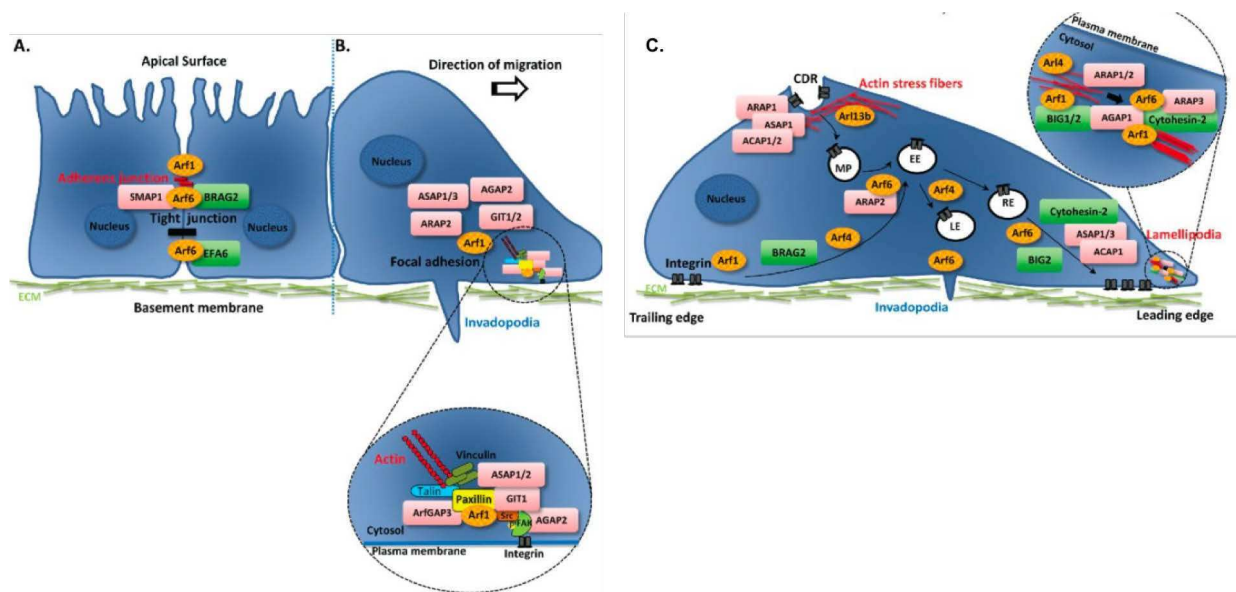 A.
Apical Surface
Arf1
Adherens junction
SMAP1
Arf6
BRAG2
Tight junction
Nucleus
Nucleus
Arf6
EFA6
ECM
Basement membrane
B.
Direction of migration
Nucleus
ASAP1/3
AGAP2
ARAP2
GIT1/2
Arf1
Focal adhesion
Invadopodia
Actin
Vinculin
ASAP1/2
Talin
Paxillin
GIT1
ArfGAP3
Arf1
Src
FAK
AGAP2
Cytosol
Plasma membrane
Integrin
C.
CDR
Actin stress fibers
ARAP1
ASAP1
ACAP1/2
Arl13b
MP
EE
Arf6
ARAP2
Arf4
RE
LE
Nucleus
Cytohesin-2
Arf6
ASAP1/3
ACAP1
BIG2
Lamellipodia
BRAG2
Arf4
Integrin
Arf1
Arf6
ECM
Invadopodia
Trailing edge
Leading edge
Plasma membrane
Cytosol
Arl4
ARAP1/2
Arf1
Arf6
ARAP3
BIG1/2
AGAP1
Cytohesin-2
Arf1